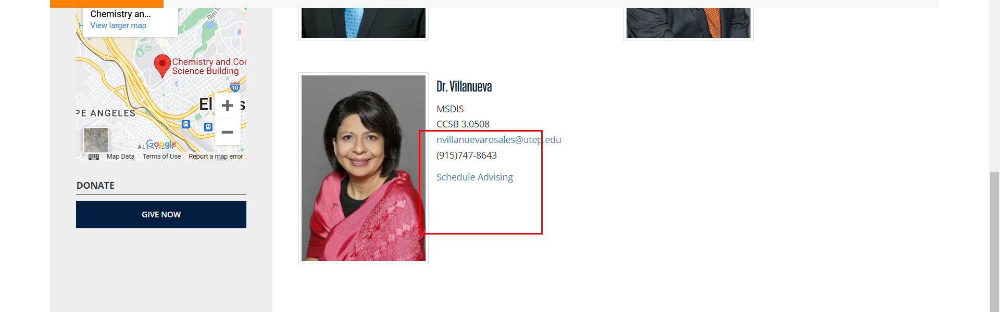 Chemistry an...
View larger map
Rim R
H
Chemistry and Cor
Science Building
10
El
s
PE ANGELES
ALTAVISTA
Google
Map Data
Terms of Use
Report a map error
DONATE
GIVE NOW
Dr. Villanueva
MSDIS
CCSB 3.0508
nvillanuevarosales@utep.edu
(915)747-8643
Schedule Advising